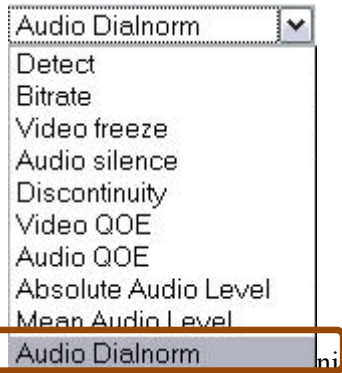 Audio Dialnorm
Detect
Bitrate
Video freeze
Audio silence
Discontinuity
Video QOE
Audio QOE
Absolute Audio Level
Mean Audio Level
Audio Dialnorm
ni